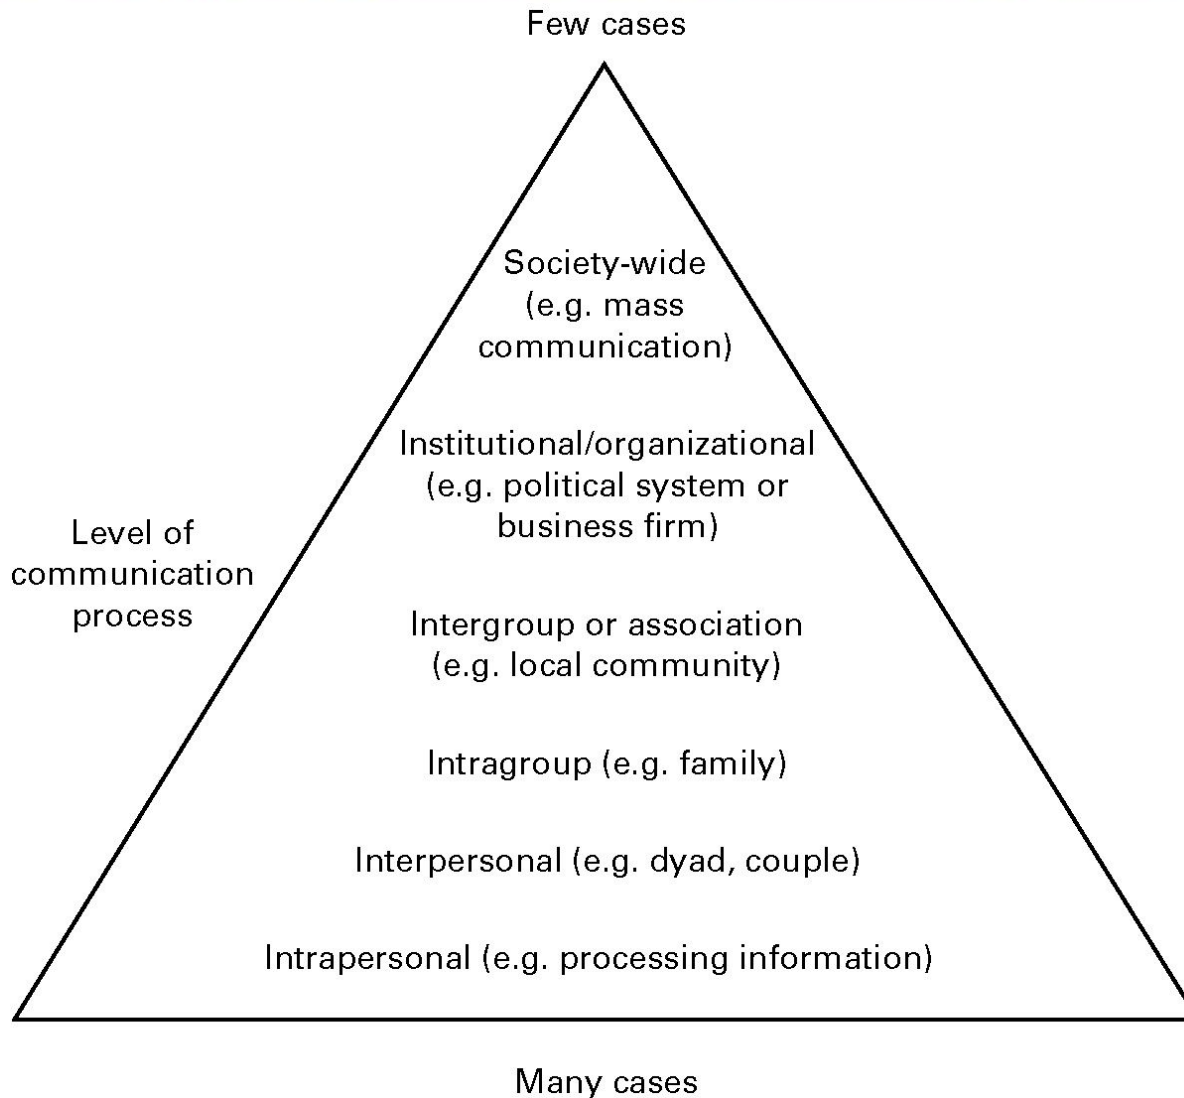 Few cases
Society-wide
(e.g. mass
communication)
Institutional/organizational
(e.g. political system or
business firm)
Level of
communication
process
Intergroup or association
(e.g. local community)
Intragroup (e.g. family)
Interpersonal (e.g. dyad, couple)
Intrapersonal (e.g. processing information)
Many cases